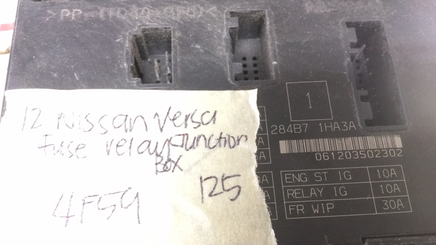 12 Nissan Versa
fuse relay Junction
Box
125
4F59
1
284B7 1HA3A
061203502302
ENG ST IG 10A
RELAY IG 10A
FR WIP 30A